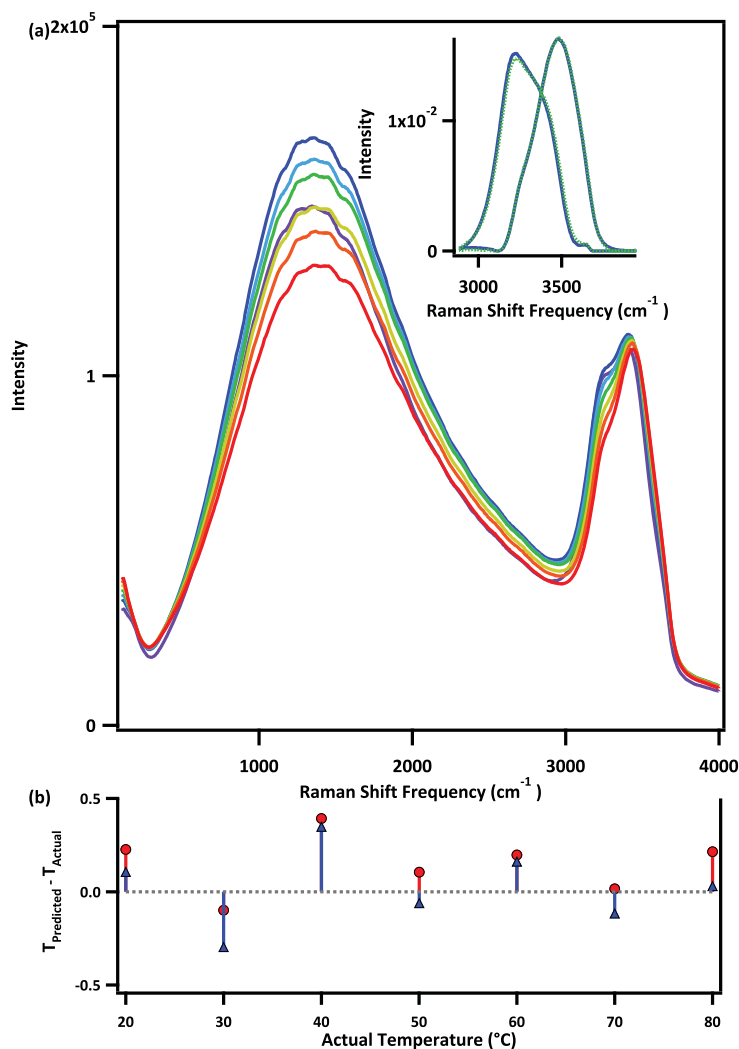 (a)
2x10⁵
Intensity
1
0
1000
2000
3000
4000
Raman Shift Frequency (cm⁻¹ )
Intensity
1x10⁻²
0
3000
3500
Raman Shift Frequency (cm⁻¹ )
(b)
T_Predicted - T_Actual
0.5
0.0
-0.5
20
30
40
50
60
70
80
Actual Temperature (°C)